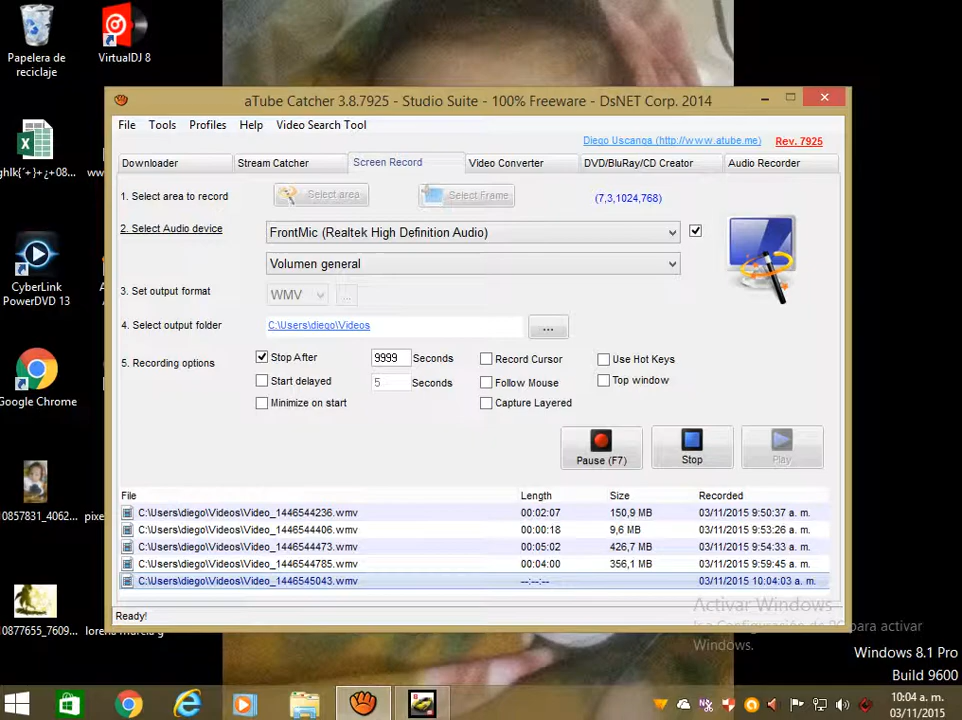 Papelera de
reciclaje
VirtualDJ 8
CyberLink
PowerDVD 13
Google Chrome
10857831_4062...
10877655_7609...
aTube Catcher 3.8.7925 - Studio Suite - 100% Freeware - DsNET Corp. 2014
File Tools Profiles Help Video Search Tool
Diego Uscanga (http://www.atube.me) Rev. 7925
Downloader Stream Catcher Screen Record Video Converter DVD/BluRay/CD Creator Audio Recorder
1. Select area to record Select area Select Frame (7,3,1024,768)
2. Select Audio device FrontMic (Realtek High Definition Audio)
Volumen general
3. Set output format WMV ...
4. Select output folder C:\Users\diego\Videos ...
5. Recording options Stop After 9999 Seconds Record Cursor Use Hot Keys
Start delayed 5 Seconds Follow Mouse Top window
Minimize on start Capture Layered
Pause (F7) Stop Play
File Length Size Recorded
C:\Users\diego\Videos\Video_1446544236.wmv 00:02:07 150,9 MB 03/11/2015 9:50:37 a. m.
C:\Users\diego\Videos\Video_1446544406.wmv 00:00:18 9,6 MB 03/11/2015 9:53:26 a. m.
C:\Users\diego\Videos\Video_1446544473.wmv 00:05:02 426,7 MB 03/11/2015 9:54:33 a. m.
C:\Users\diego\Videos\Video_1446544785.wmv 00:04:00 356,1 MB 03/11/2015 9:59:45 a. m.
C:\Users\diego\Videos\Video_1446545043.wmv --:--:-- 03/11/2015 10:04:03 a. m.
Ready!
Activar Windows
para activar
Windows.
Windows 8.1 Pro
Build 9600
10:04 a. m.
03/11/2015